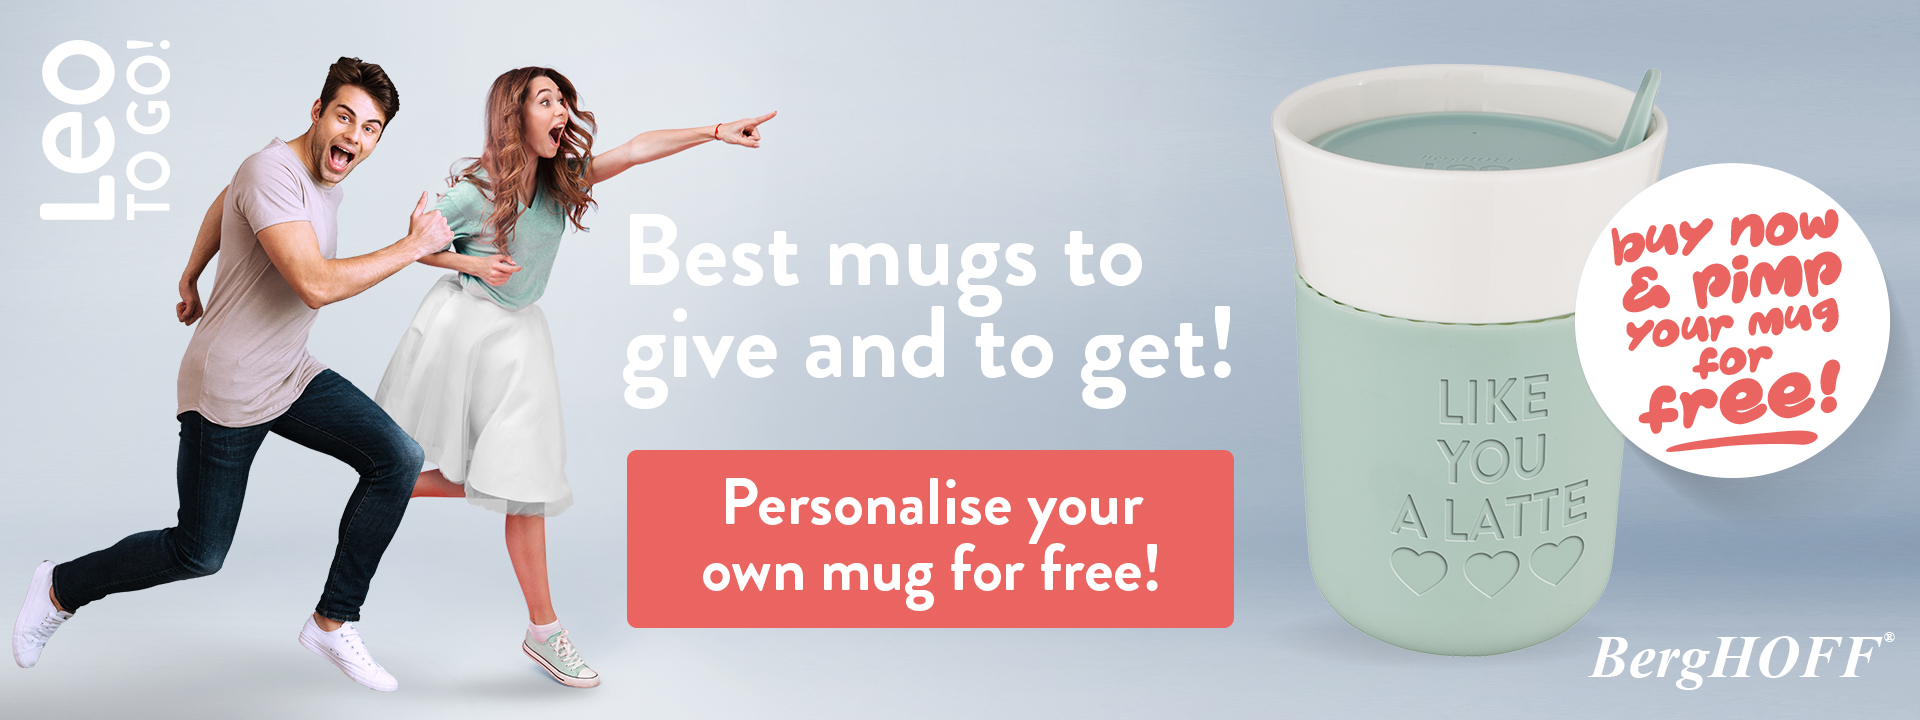 Leo
TO GO!
Best mugs to
give and to get!
Personalise your
own mug for free!
LIKE
YOU
A LATTE
buy now
& pimp
your mug
for
free!
BergHOFF®